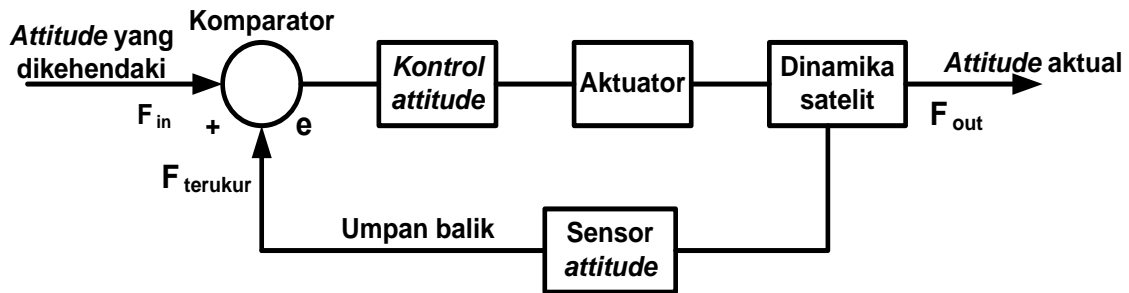 Komparator
Attitude yang
dikehendaki
Kontrol
attitude
Aktuator
Dinamika
satelit
Attitude aktual
F in
+
e
F out
F terukur
Umpan balik
Sensor
attitude